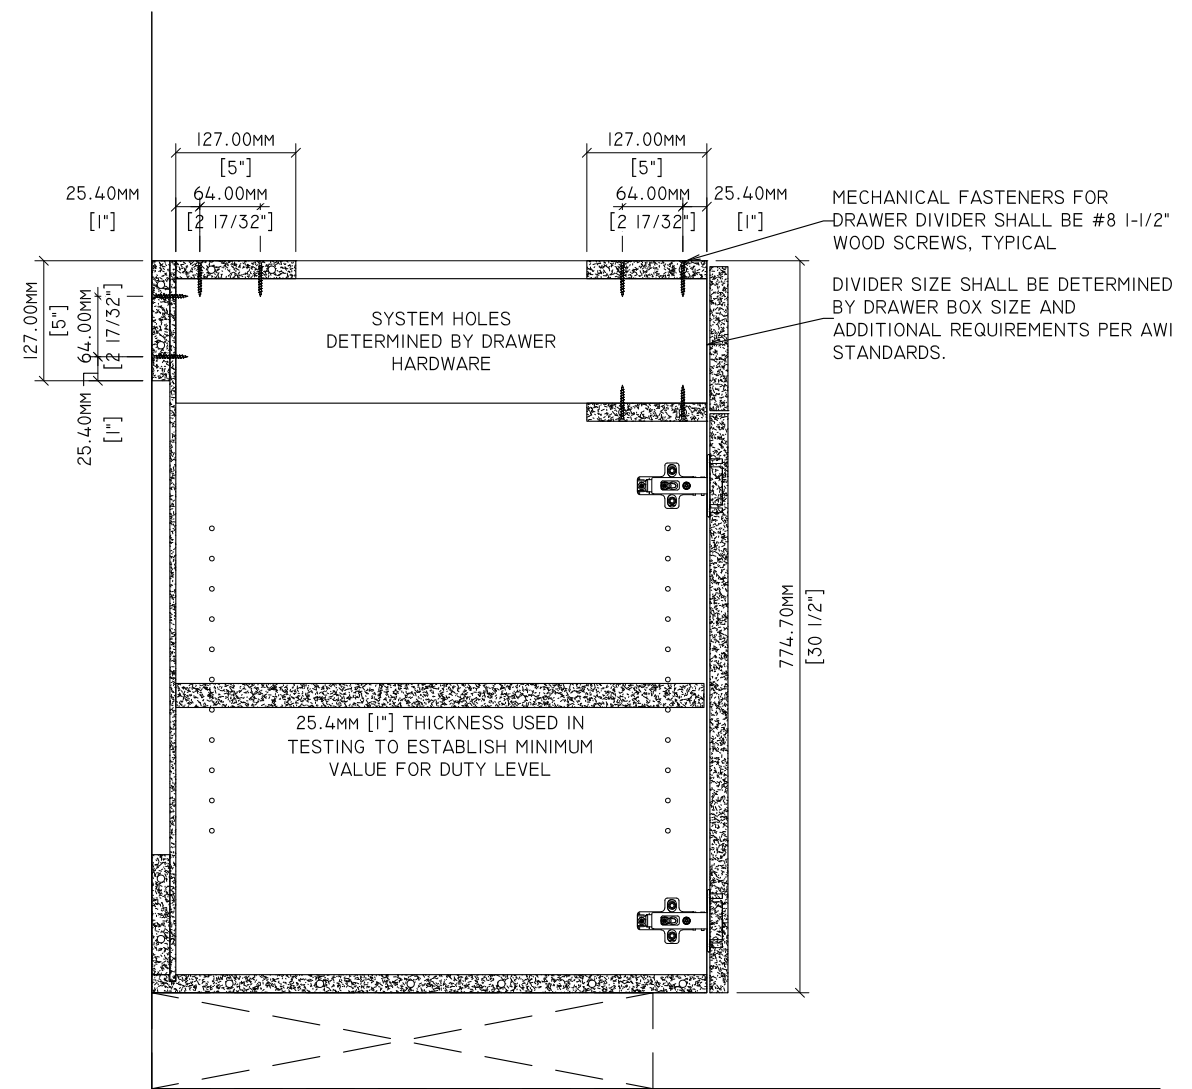 127.00MM
[5"]
127.00MM
[5"]
25.40MM
[1"]
64.00MM
[2 17/32"]
64.00MM
[2 17/32"]
25.40MM
[1"]
MECHANICAL FASTENERS FOR
DRAWER DIVIDER SHALL BE #8 1-1/2"
WOOD SCREWS, TYPICAL
DIVIDER SIZE SHALL BE DETERMINED
BY DRAWER BOX SIZE AND
ADDITIONAL REQUIREMENTS PER AWI
STANDARDS.
127.00MM
[5"]
64.00MM
[2 17/32"]
25.40MM
[1"]
SYSTEM HOLES
DETERMINED BY DRAWER
HARDWARE
774.70MM
[30 1/2"]
25.4MM [1"] THICKNESS USED IN
TESTING TO ESTABLISH MINIMUM
VALUE FOR DUTY LEVEL